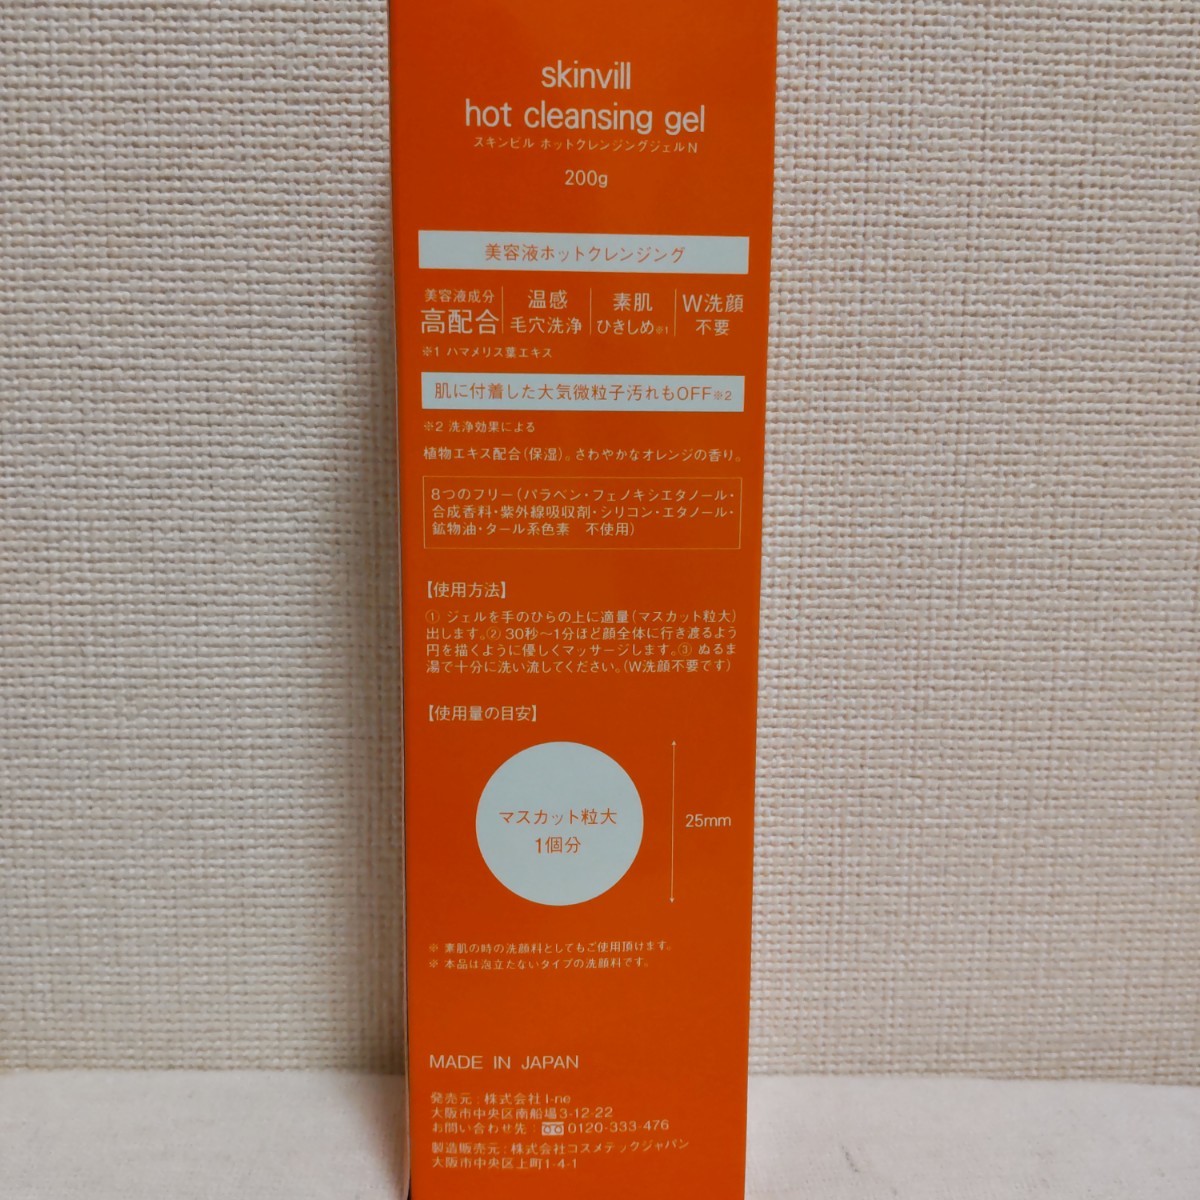 skinvill
hot cleansing gel
スキンビル ホットクレンジングジェルN
200g
美容液ホットクレンジング
美容液成分
高配合
温感
毛穴洗浄
素肌
ひきしめ※1
W洗顔
不要
※1 ハマメリス葉エキス
肌に付着した大気微粒子汚れもOFF※2
※2 洗浄効果による
植物エキス配合(保湿)。さわやかなオレンジの香り。
8つのフリー(パラベン・フェノキシエタノール・
合成香料・紫外線吸収剤・シリコン・エタノール・
鉱物油・タール系色素 不使用)
【使用方法】
① ジェルを手のひらの上に適量(マスカット粒大)
出します。② 30秒〜1分ほど顔全体に行き渡るよう
円を描くように優しくマッサージします。③ ぬるま
湯で十分に洗い流してください。(W洗顔不要です)
【使用量の目安】
マスカット粒大
1個分
25mm
※ 素肌の時の洗顔料としてもご使用頂けます。
※ 本品は泡立たないタイプの洗顔料です。
MADE IN JAPAN
発売元:株式会社I-ne
大阪市中央区南船場3-12-22
お問い合わせ先:0120-333-476
製造販売元:株式会社コスメテックジャパン
大阪市中央区上町1-4-1